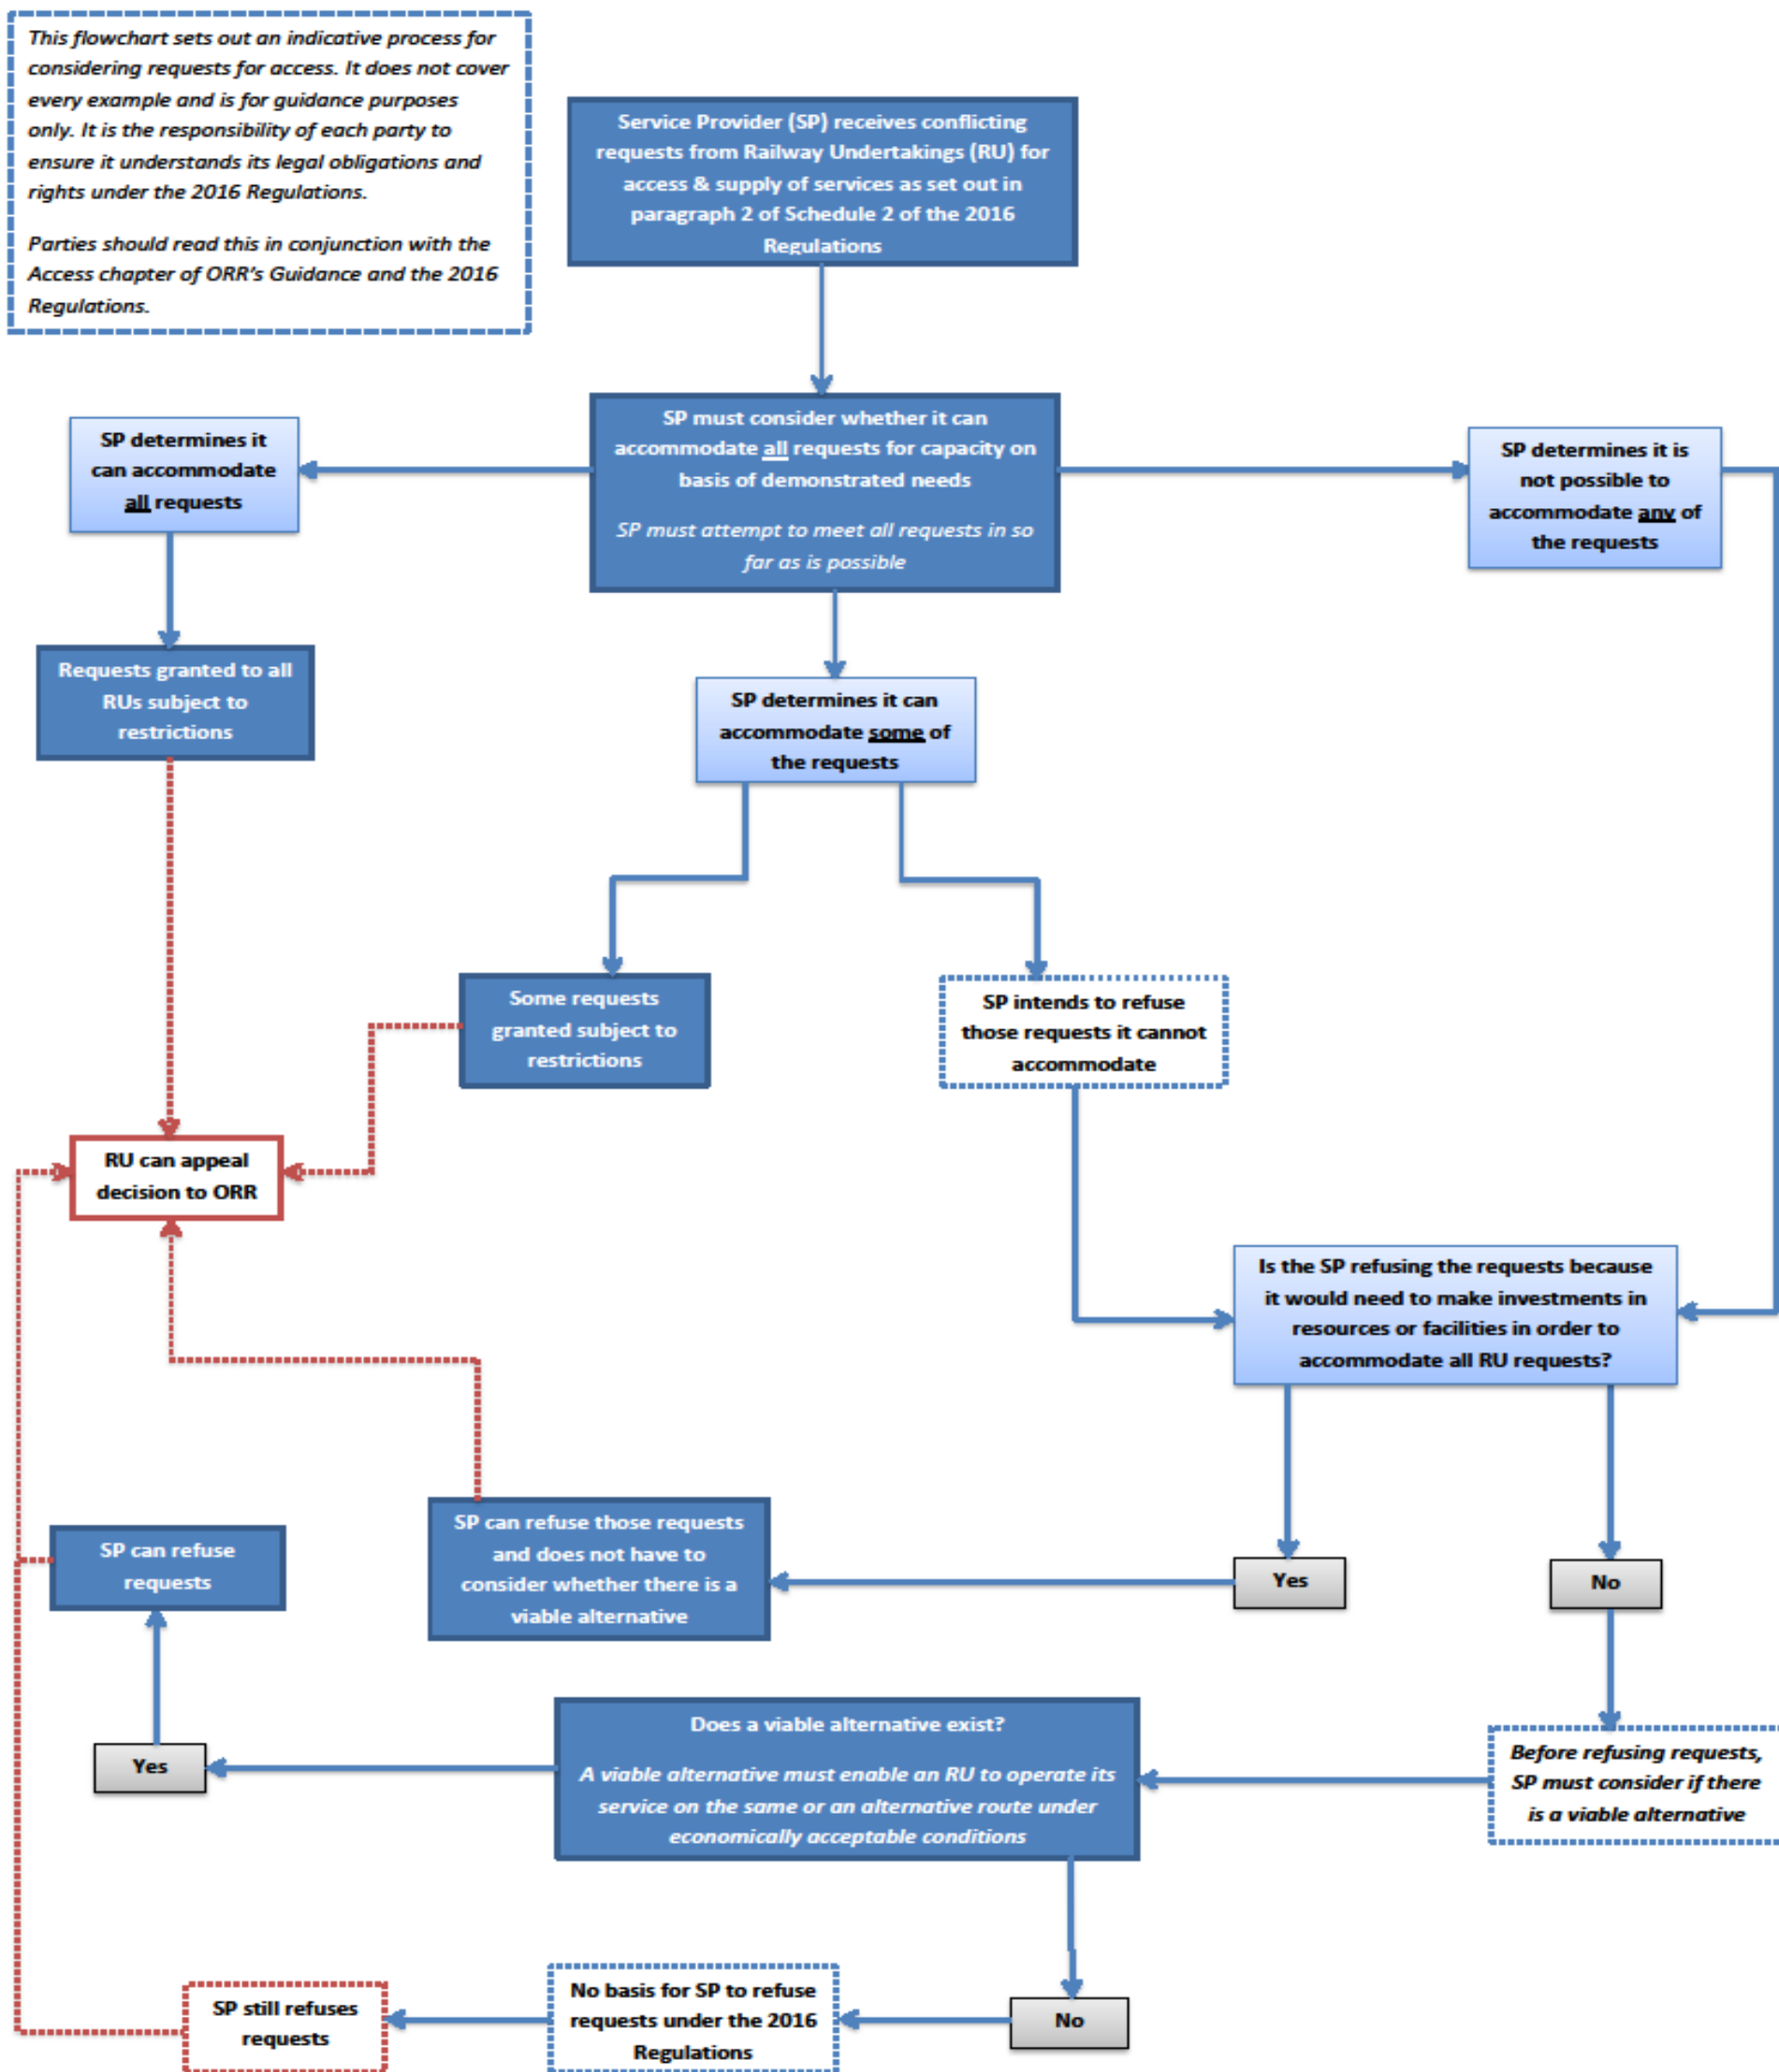 This flowchart sets out an indicative process for
considering requests for access. It does not cover
every example and is for guidance purposes
only. It is the responsibility of each party to
ensure it understands its legal obligations and
rights under the 2016 Regulations.
Parties should read this in conjunction with the
Access chapter of ORR's Guidance and the 2016
Regulations.
Service Provider (SP) receives conflicting
requests from Railway Undertakings (RU) for
access & supply of services as set out in
paragraph 2 of Schedule 2 of the 2016
Regulations
SP determines it
can accommodate
all requests
SP must consider whether it can
accommodate all requests for capacity on
basis of demonstrated needs
SP must attempt to meet all requests in so
far as is possible
SP determines it is
not possible to
accommodate any of
the requests
Requests granted to all
RUs subject to
restrictions
SP determines it can
accommodate some of
the requests
Some requests
granted subject to
restrictions
SP intends to refuse
those requests it cannot
accommodate
RU can appeal
decision to ORR
Is the SP refusing the requests because
it would need to make investments in
resources or facilities in order to
accommodate all RU requests?
SP can refuse
requests
SP can refuse those requests
and does not have to
consider whether there is a
viable alternative
Yes
No
Yes
Does a viable alternative exist?
A viable alternative must enable an RU to operate its
service on the same or an alternative route under
economically acceptable conditions
Before refusing requests,
SP must consider if there
is a viable alternative
SP still refuses
requests
No basis for SP to refuse
requests under the 2016
Regulations
No